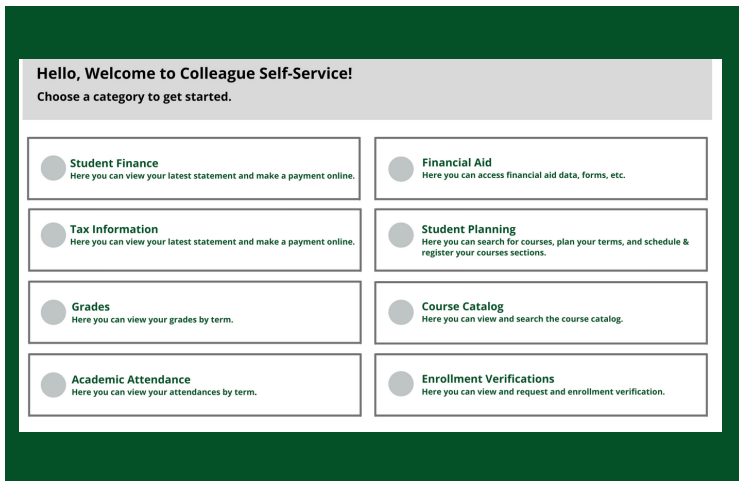 Hello, Welcome to Colleague Self-Service!
Choose a category to get started.
Student Finance
Here you can view your latest statement and make a payment online.
Financial Aid
Here you can access financial aid data, forms, etc.
Tax Information
Here you can view your latest statement and make a payment online.
Student Planning
Here you can search for courses, plan your terms, and schedule &
register your courses sections.
Grades
Here you can view your grades by term.
Course Catalog
Here you can view and search the course catalog.
Academic Attendance
Here you can view your attendances by term.
Enrollment Verifications
Here you can view and request and enrollment verification.